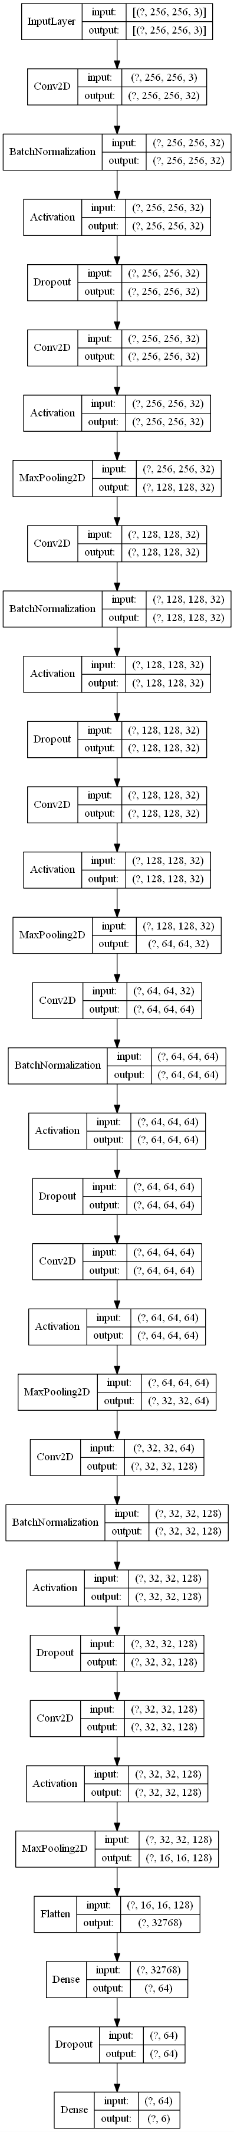 InputLayer
input: [(?, 256, 256, 3)]
output: [(?, 256, 256, 3)]
Conv2D
input: (?, 256, 256, 3)
output: (?, 256, 256, 32)
BatchNormalization
input: (?, 256, 256, 32)
output: (?, 256, 256, 32)
Activation
input: (?, 256, 256, 32)
output: (?, 256, 256, 32)
Dropout
input: (?, 256, 256, 32)
output: (?, 256, 256, 32)
Conv2D
input: (?, 256, 256, 32)
output: (?, 256, 256, 32)
Activation
input: (?, 256, 256, 32)
output: (?, 256, 256, 32)
MaxPooling2D
input: (?, 256, 256, 32)
output: (?, 128, 128, 32)
Conv2D
input: (?, 128, 128, 32)
output: (?, 128, 128, 32)
BatchNormalization
input: (?, 128, 128, 32)
output: (?, 128, 128, 32)
Activation
input: (?, 128, 128, 32)
output: (?, 128, 128, 32)
Dropout
input: (?, 128, 128, 32)
output: (?, 128, 128, 32)
Conv2D
input: (?, 128, 128, 32)
output: (?, 128, 128, 32)
Activation
input: (?, 128, 128, 32)
output: (?, 128, 128, 32)
MaxPooling2D
input: (?, 128, 128, 32)
output: (?, 64, 64, 32)
Conv2D
input: (?, 64, 64, 32)
output: (?, 64, 64, 64)
BatchNormalization
input: (?, 64, 64, 64)
output: (?, 64, 64, 64)
Activation
input: (?, 64, 64, 64)
output: (?, 64, 64, 64)
Dropout
input: (?, 64, 64, 64)
output: (?, 64, 64, 64)
Conv2D
input: (?, 64, 64, 64)
output: (?, 64, 64, 64)
Activation
input: (?, 64, 64, 64)
output: (?, 64, 64, 64)
MaxPooling2D
input: (?, 64, 64, 64)
output: (?, 32, 32, 64)
Conv2D
input: (?, 32, 32, 64)
output: (?, 32, 32, 128)
BatchNormalization
input: (?, 32, 32, 128)
output: (?, 32, 32, 128)
Activation
input: (?, 32, 32, 128)
output: (?, 32, 32, 128)
Dropout
input: (?, 32, 32, 128)
output: (?, 32, 32, 128)
Conv2D
input: (?, 32, 32, 128)
output: (?, 32, 32, 128)
Activation
input: (?, 32, 32, 128)
output: (?, 32, 32, 128)
MaxPooling2D
input: (?, 32, 32, 128)
output: (?, 16, 16, 128)
Flatten
input: (?, 16, 16, 128)
output: (?, 32768)
Dense
input: (?, 32768)
output: (?, 64)
Dropout
input: (?, 64)
output: (?, 64)
Dense
input: (?, 64)
output: (?, 6)